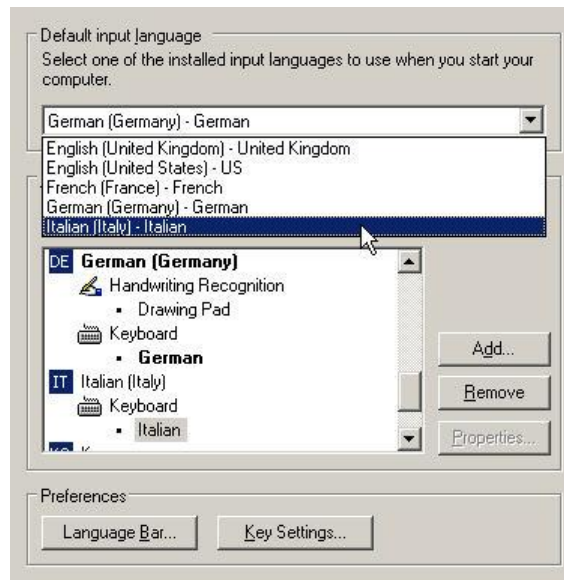 Default input language
Select one of the installed input languages to use when you start your
computer.
German (Germany) - German
English (United Kingdom) - United Kingdom
English (United States) - US
French (France) - French
German (Germany) - German
Italian (Italy) - Italian
DE German (Germany)
Handwriting Recognition
Drawing Pad
Keyboard
German
Add...
IT Italian (Italy)
Remove
Keyboard
Italian
Properties...
Preferences
Language Bar...
Key Settings...